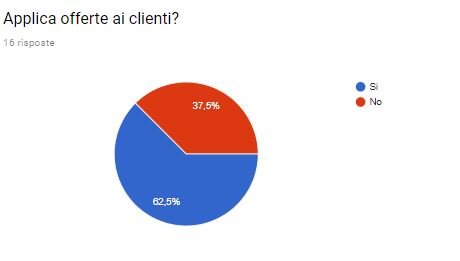 Applica offerte ai clienti?
16 risposte
Si
No
37,5%
62,5%